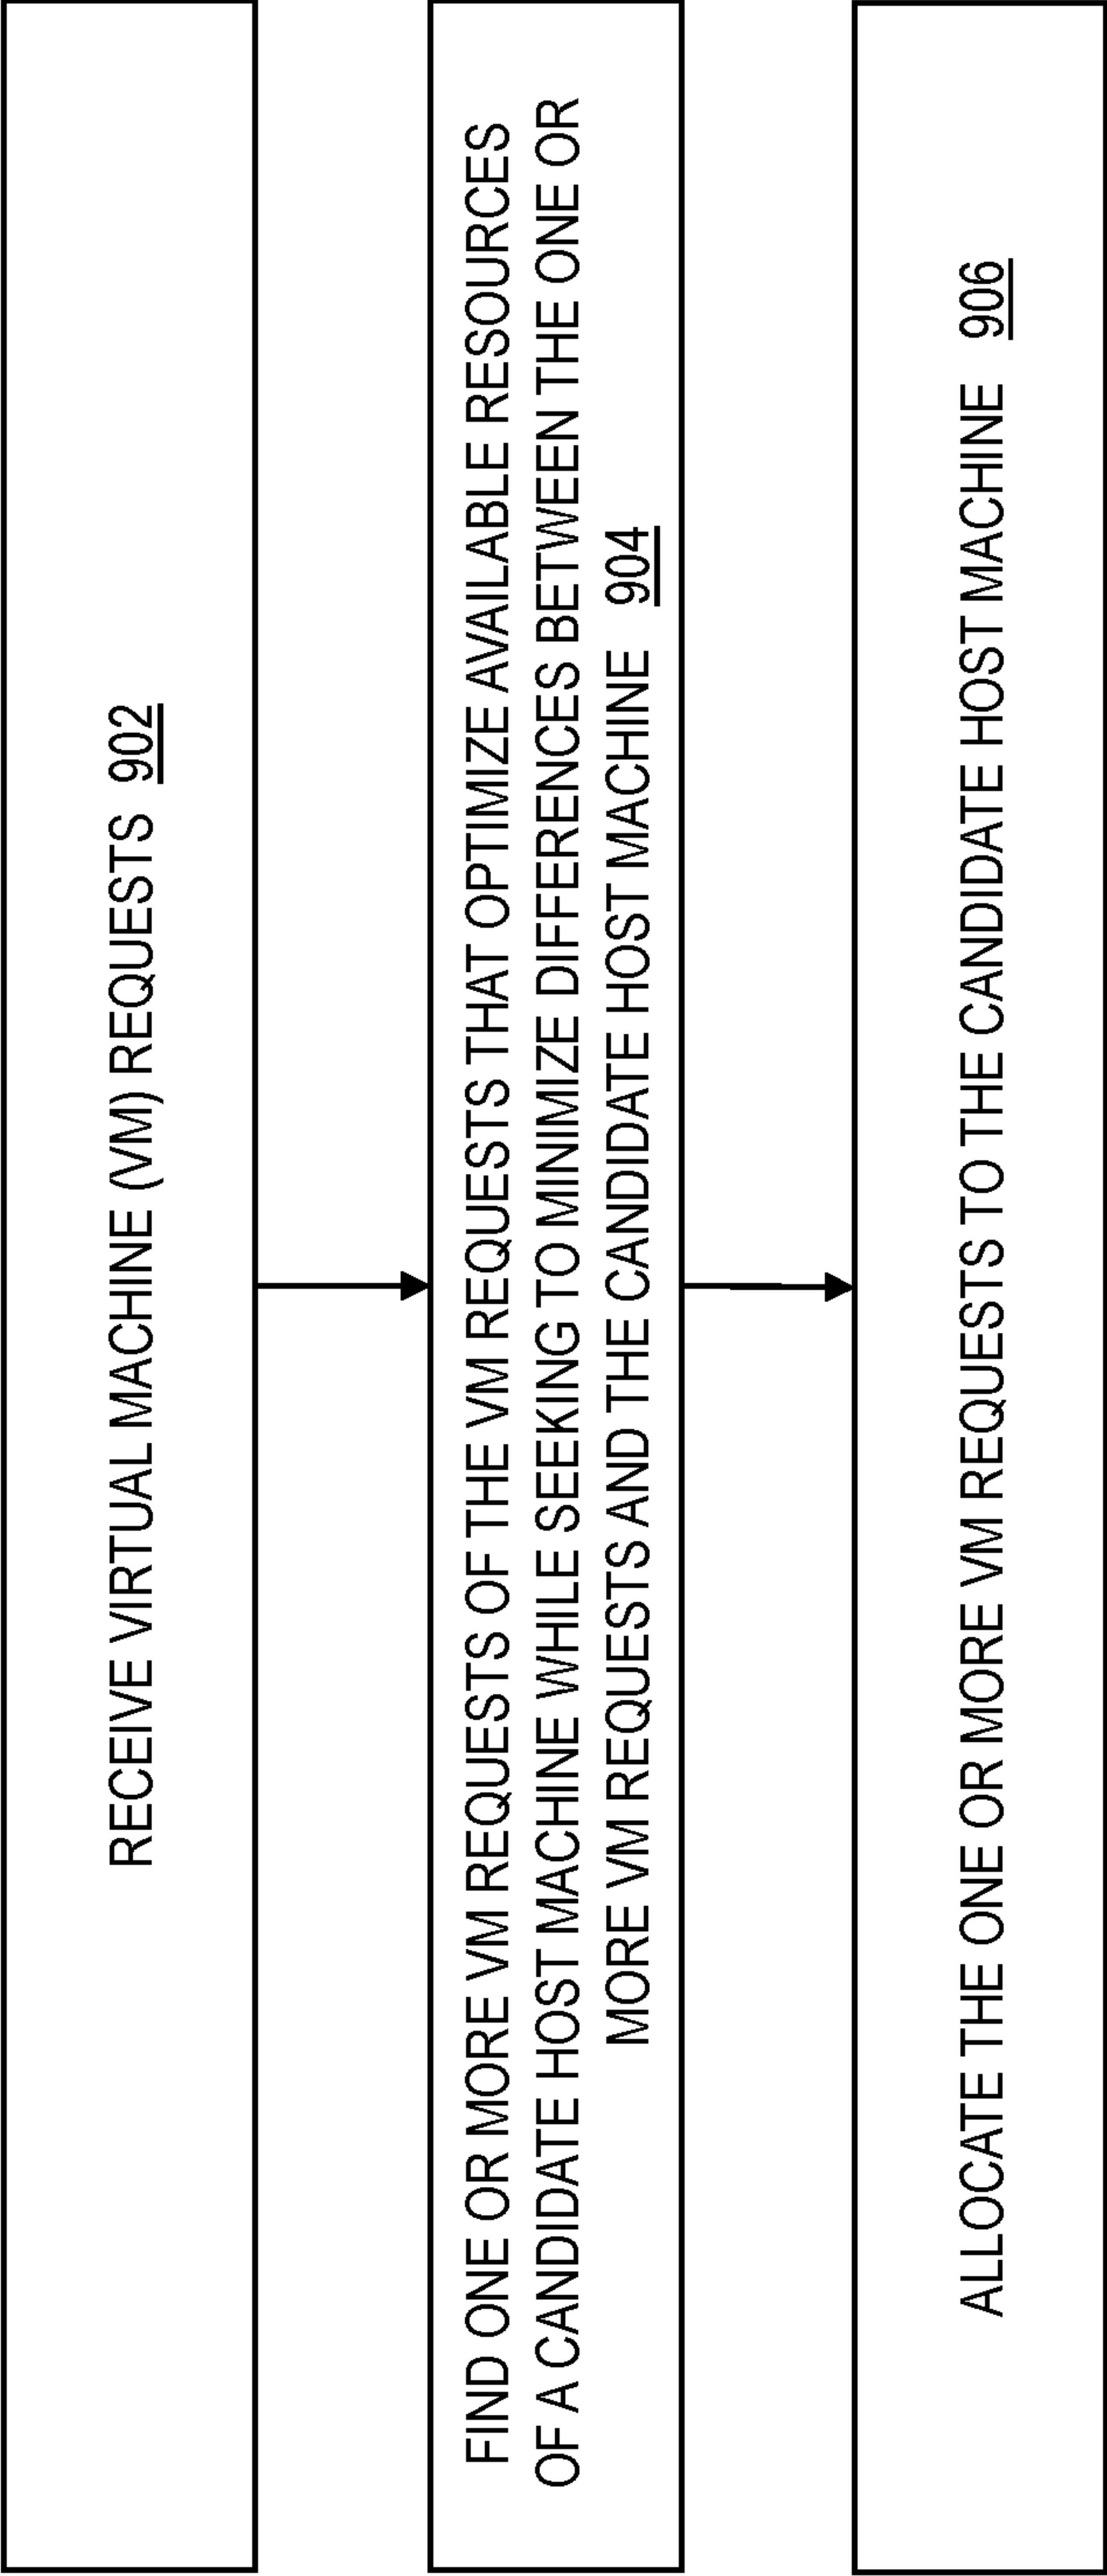 RECEIVE VIRTUAL MACHINE (VM) REQUESTS 902
FIND ONE OR MORE VM REQUESTS OF THE VM REQUESTS THAT OPTIMIZE AVAILABLE RESOURCES
OF A CANDIDATE HOST MACHINE WHILE SEEKING TO MINIMIZE DIFFERENCES BETWEEN THE ONE OR
MORE VM REQUESTS AND THE CANDIDATE HOST MACHINE 904
ALLOCATE THE ONE OR MORE VM REQUESTS TO THE CANDIDATE HOST MACHINE 906